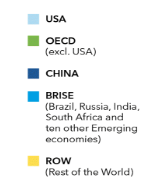 USA
OECD
(excl. USA)
CHINA
BRISE
(Brazil, Russia, India,
South Africa and
ten other Emerging
economies)
ROW
(Rest of the World)